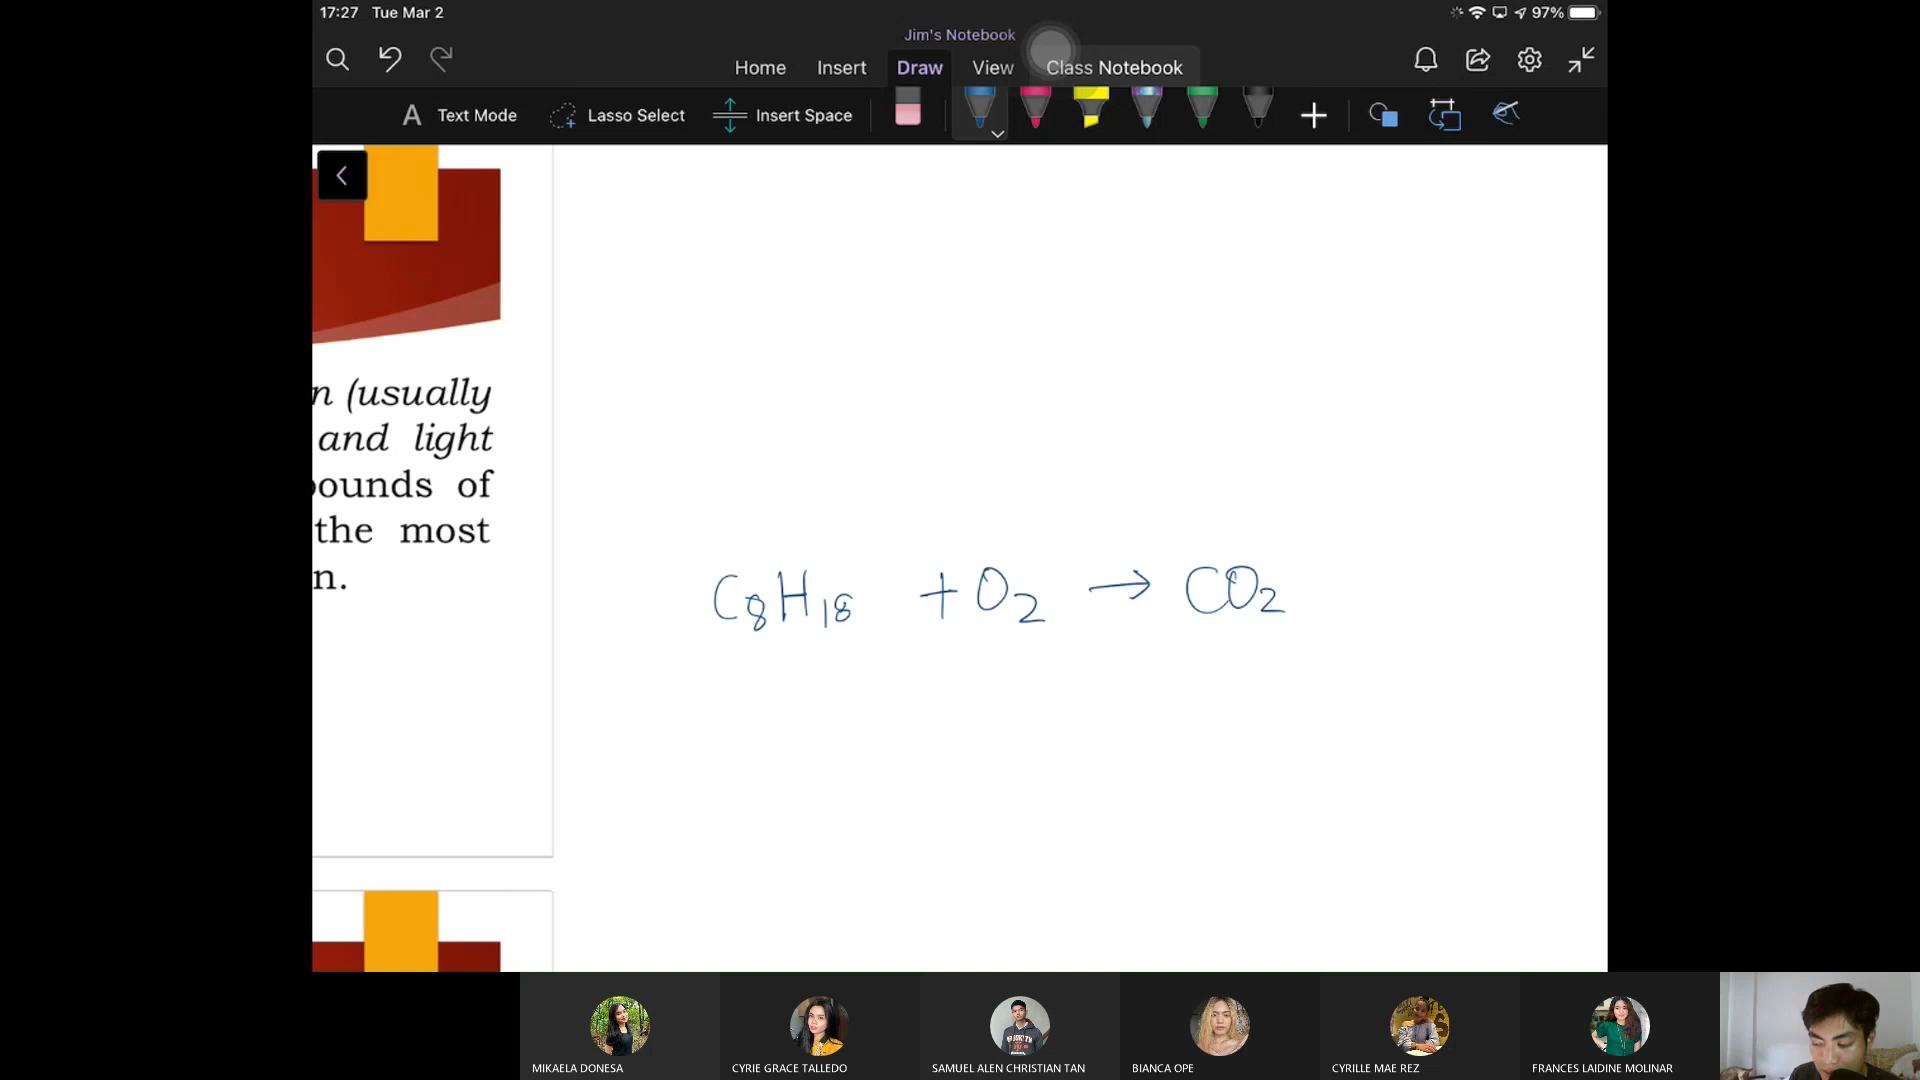 17:27 Tue Mar 2
97%
Jim's Notebook
Home Insert Draw View Class Notebook
A Text Mode Lasso Select Insert Space
n (usually
and light
ounds of
the most
n.
C₈H₁₈ + O₂ → CO₂
MIKAELA DONESA CYRIE GRACE TALLEDO SAMUEL ALEN CHRISTIAN TAN BIANCA OPE CYRILLE MAE REZ FRANCES LAIDINE MOLINAR